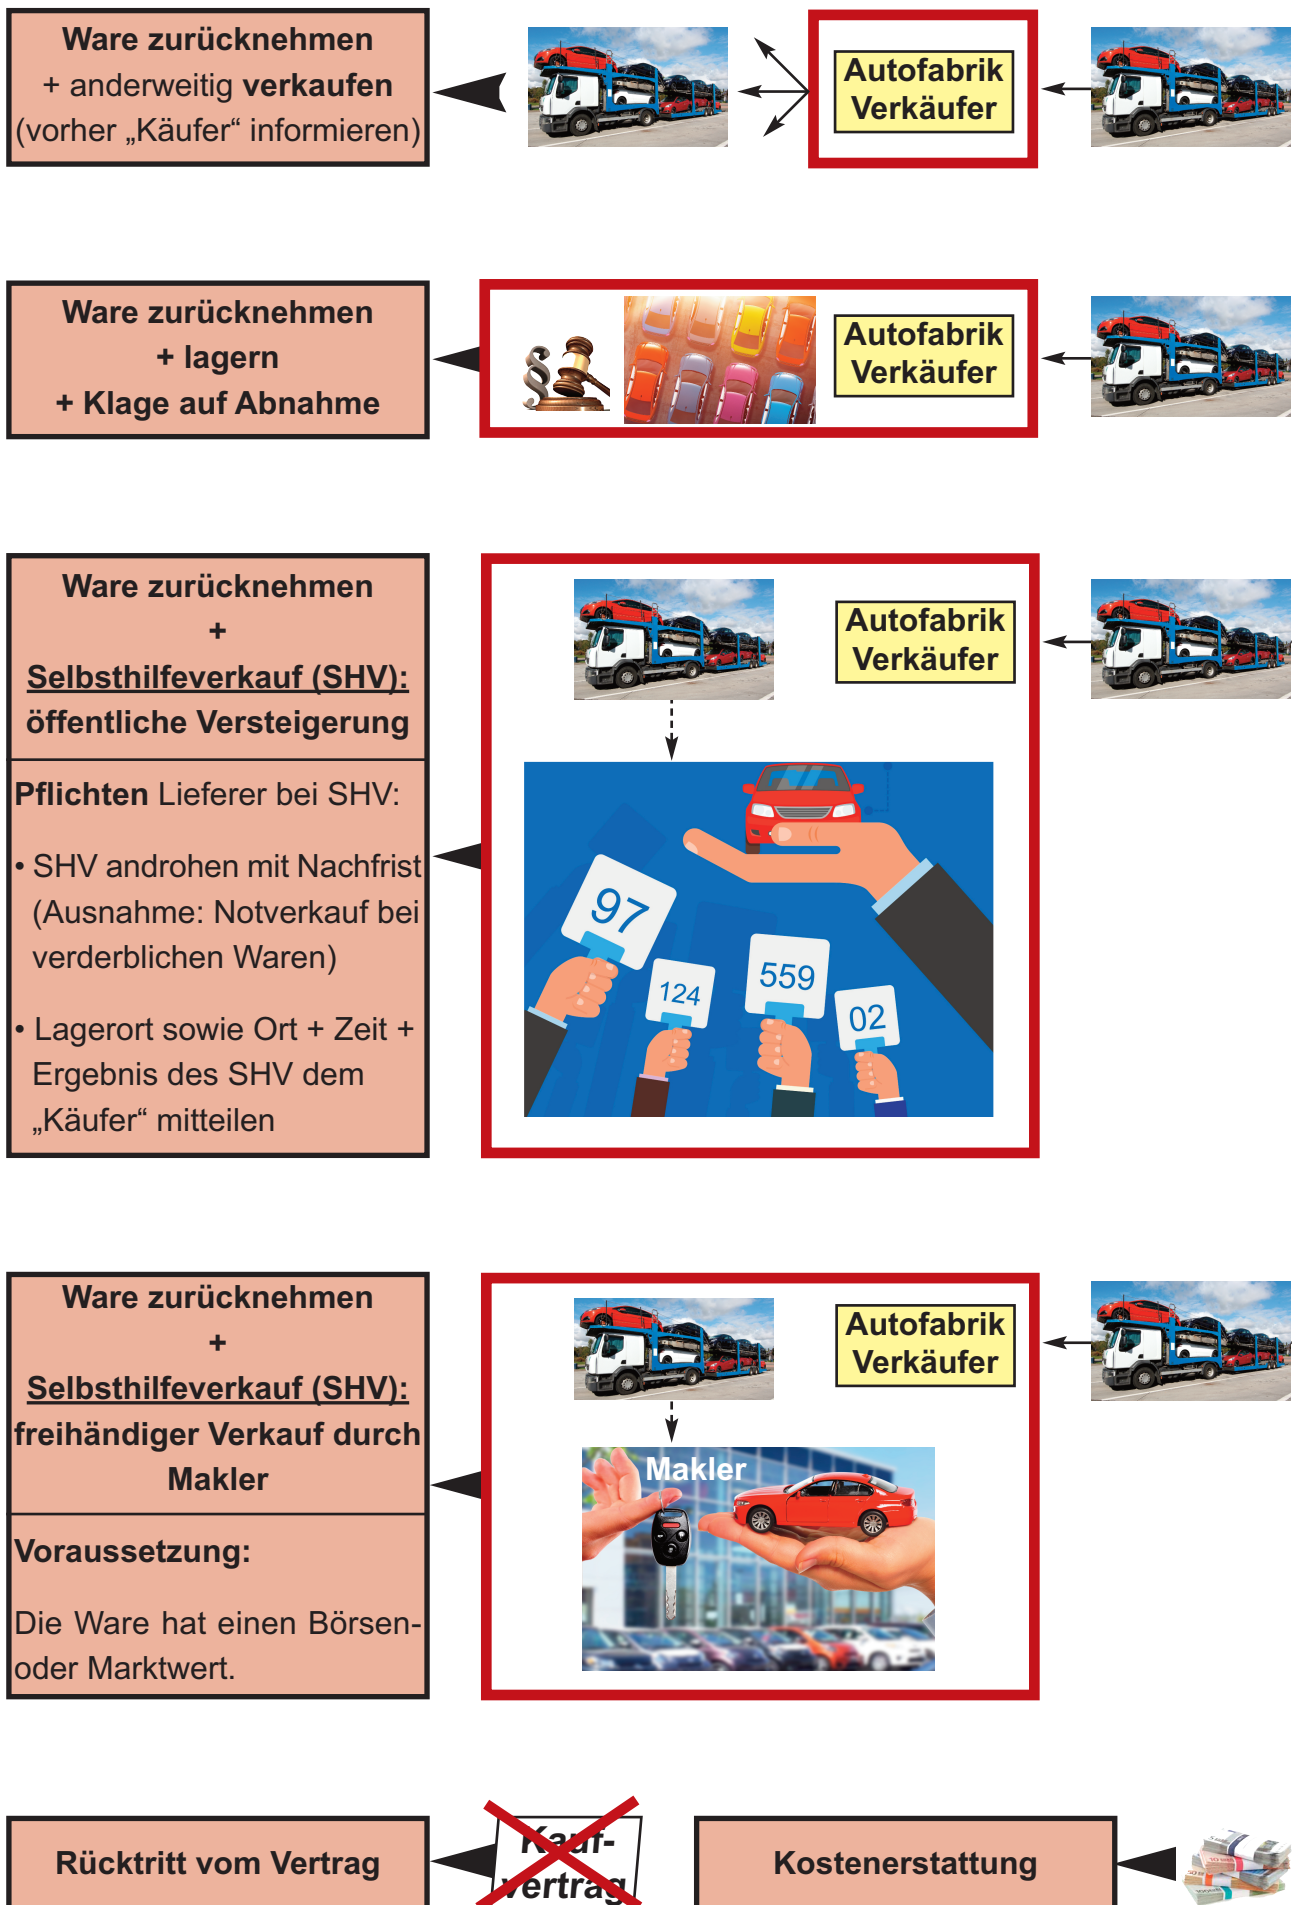 Ware zurücknehmen
+ anderweitig verkaufen
(vorher „Käufer“ informieren)
Autofabrik
Verkäufer
Ware zurücknehmen
+ lagern
+ Klage auf Abnahme
Autofabrik
Verkäufer
Ware zurücknehmen
+
Selbsthilfeverkauf (SHV):
öffentliche Versteigerung
Pflichten Lieferer bei SHV:
• SHV androhen mit Nachfrist
(Ausnahme: Notverkauf bei
verderblichen Waren)
• Lagerort sowie Ort + Zeit +
Ergebnis des SHV dem
„Käufer“ mitteilen
Autofabrik
Verkäufer
97
124
559
02
Ware zurücknehmen
+
Selbsthilfeverkauf (SHV):
freihändiger Verkauf durch
Makler
Voraussetzung:
Die Ware hat einen Börsen-
oder Marktwert.
Autofabrik
Verkäufer
Makler
Rücktritt vom Vertrag
Kauf-
vertrag
Kostenerstattung